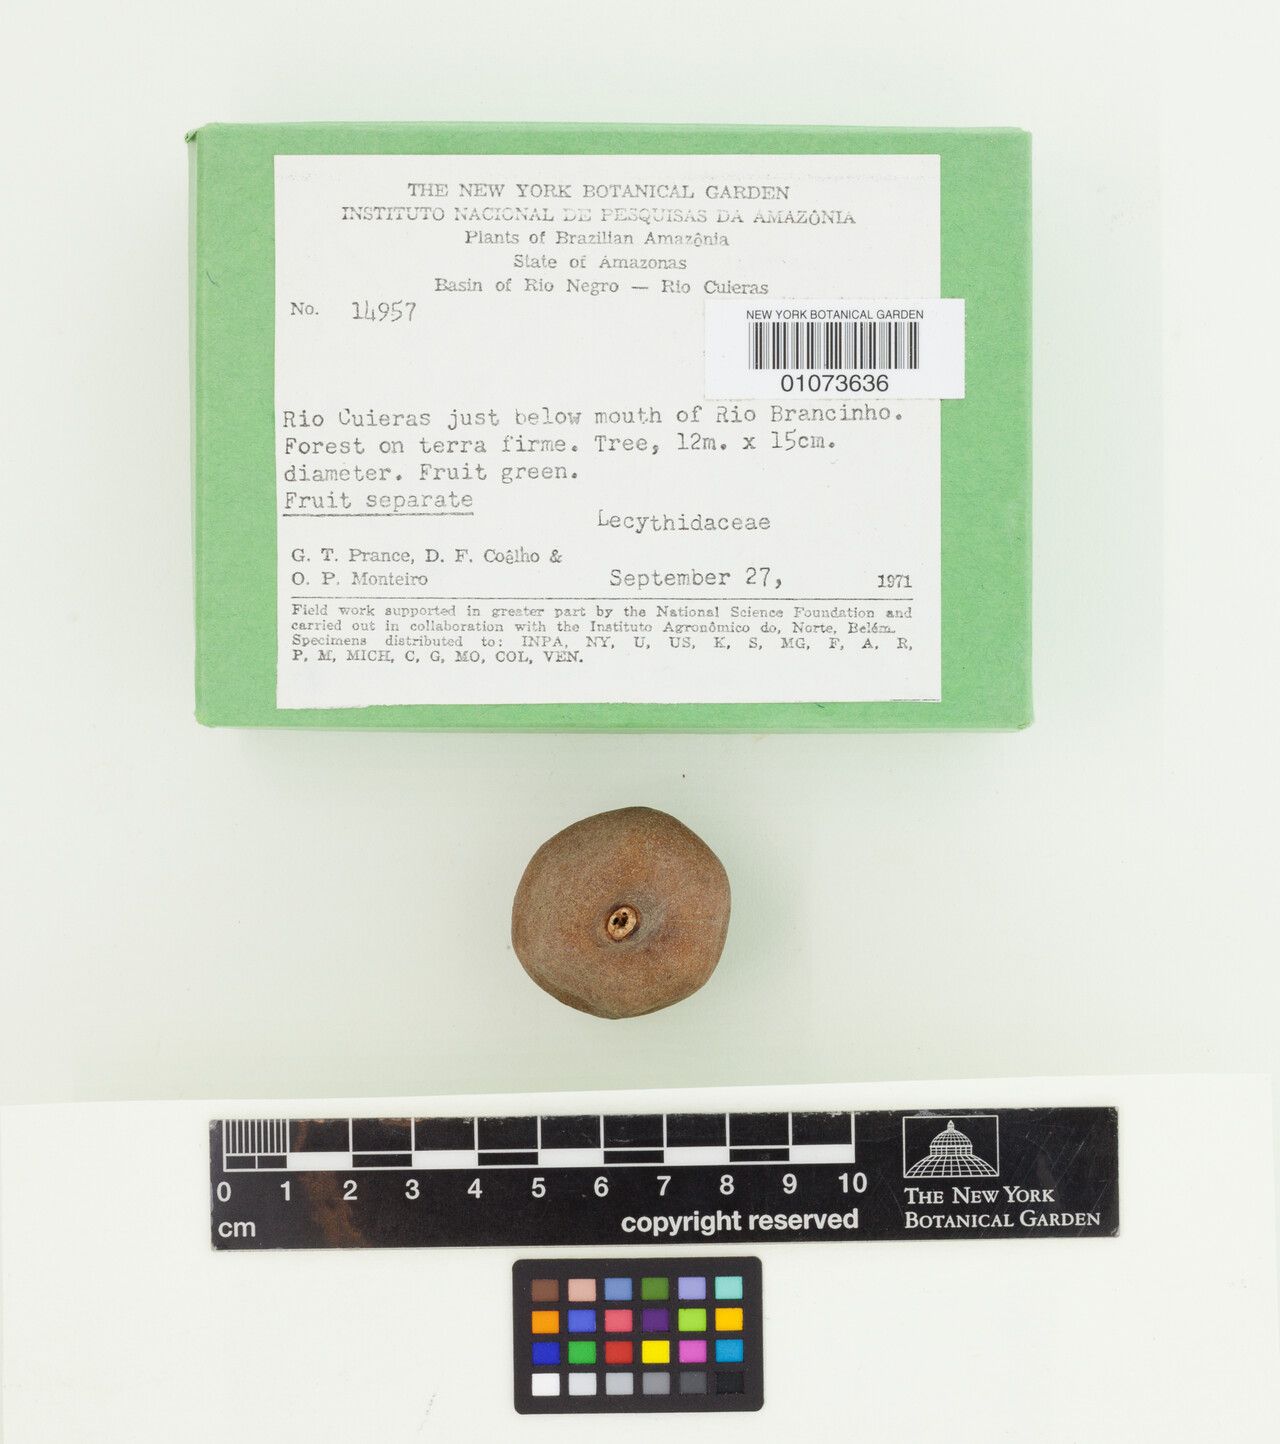 THE NEW YORK BOTANICAL GARDEN
INSTITUTO NACIONAL DE PESQUISAS DA AMAZÔNIA
Plants of Brazilian Amazônia
State of Amazonas
Basin of Rio Negro — Rio Cuieras
No. 14957
NEW YORK BOTANICAL GARDEN
01073636
Rio Cuieras just below mouth of Rio Brancinho.
Forest on terra firme. Tree, 12m. x 15cm.
diameter. Fruit green.
Fruit separate
Lecythidaceae
G. T. Prance, D. F. Coêlho &
O. P. Monteiro
September 27, 1971
Field work supported in greater part by the National Science Foundation and
carried out in collaboration with the Instituto Agronômico do, Norte, Belém.
Specimens distributed to: INPA, NY, U, US, K, S, MG, F, A, R,
P, M, MICH, C, G, MO, COL, VEN.
0 1 2 3 4 5 6 7 8 9 10
cm
copyright reserved
THE NEW YORK
BOTANICAL GARDEN